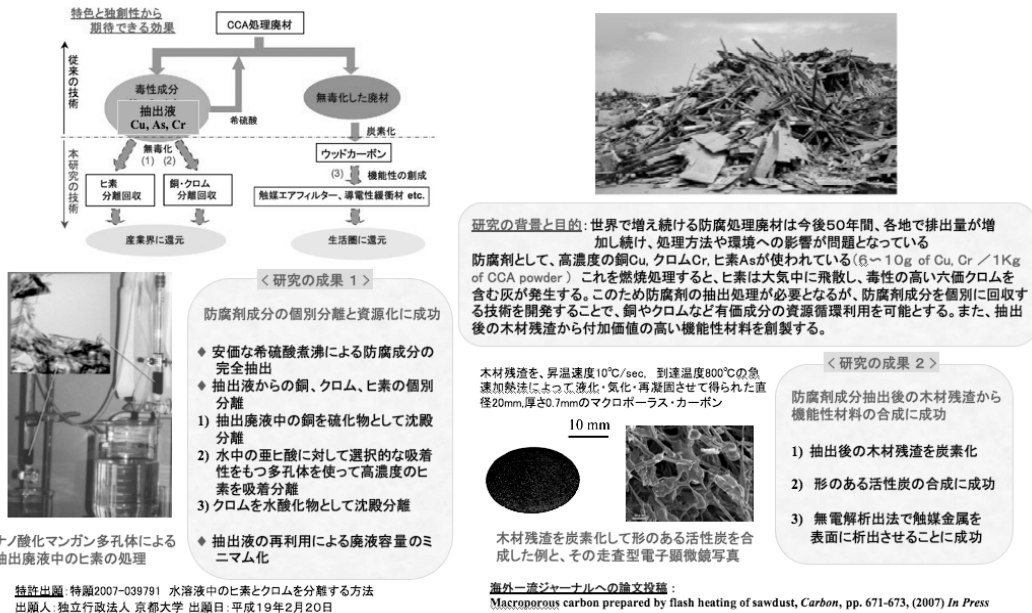 特色と独創性から
期待できる効果
CCA処理廃材
従来の技術
毒性成分
抽出液
Cu, As, Cr
希硫酸
無毒化した廃材
炭素化
本研究の技術
無毒化
(1) (2)
ウッドカーボン
(3) 機能性の創成
ヒ素
分離回収
銅・クロム
分離回収
触媒エアフィルター、導電性緩衝材 etc.
産業界に還元
生活圏に還元
研究の背景と目的:世界で増え続ける防腐処理廃材は今後50年間、各地で排出量が増
加し続け、処理方法や環境への影響が問題となっている
防腐剤として、高濃度の銅Cu, クロムCr, ヒ素Asが使われている(6~10g of Cu, Cr /1Kg
of CCA powder ) これを燃焼処理すると、ヒ素は大気中に飛散し、毒性の高い六価クロムを
含む灰が発生する。このため防腐剤の抽出処理が必要となるが、防腐剤成分を個別に回収す
る技術を開発することで、銅やクロムなど有価成分の資源循環利用を可能とする。また、抽出
後の木材残渣から付加価値の高い機能性材料を創製する。
<研究の成果 1>
防腐剤成分の個別分離と資源化に成功
◆ 安価な希硫酸煮沸による防腐成分の
完全抽出
◆ 抽出液からの銅、クロム、ヒ素の個別
分離
1) 抽出廃液中の銅を硫化物として沈殿
分離
2) 水中の亜ヒ酸に対して選択的な吸着
性をもつ多孔体を使って高濃度のヒ
素を吸着分離
3) クロムを水酸化物として沈殿分離
◆ 抽出液の再利用による廃液容量のミ
ニマム化
ナノ酸化マンガン多孔体による
抽出廃液中のヒ素の処理
特許出願:特願2007-039791 水溶液中のヒ素とクロムを分離する方法
出願人:独立行政法人 京都大学 出願日:平成19年2月20日
木材残渣を、昇温速度10℃/sec, 到達温度800℃の急
速加熱法によって液化・気化・再凝固させて得られた直
径20mm,厚さ0.7mmのマクロポーラス・カーボン
10 mm
木材残渣を炭素化して形のある活性炭を合
成した例と、その走査型電子顕微鏡写真
<研究の成果 2>
防腐剤成分抽出後の木材残渣から
機能性材料の合成に成功
1) 抽出後の木材残渣を炭素化
2) 形のある活性炭の合成に成功
3) 無電解析出法で触媒金属を
表面に析出させることに成功
海外一流ジャーナルへの論文投稿:
Macroporous carbon prepared by flash heating of sawdust, Carbon, pp. 671-673, (2007) In Press